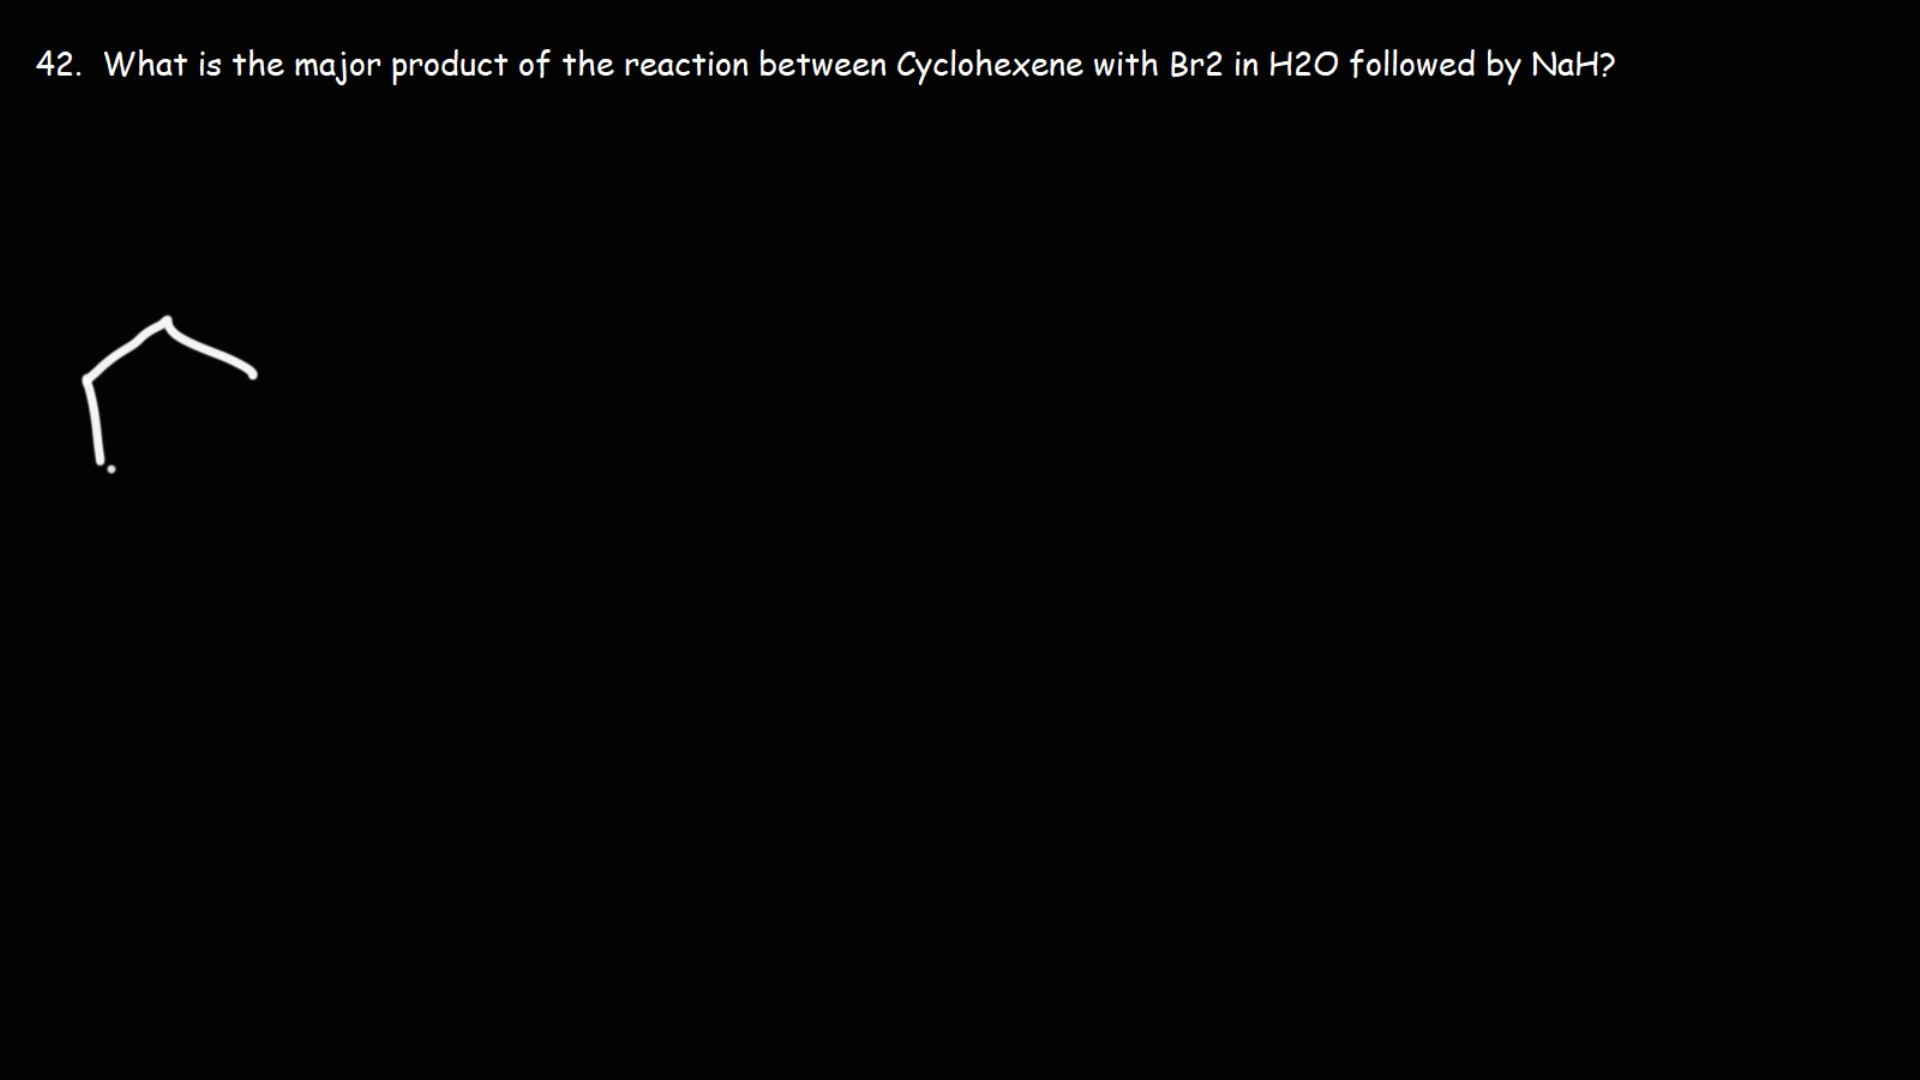 42. What is the major product of the reaction between Cyclohexene with Br2 in H2O followed by NaH?